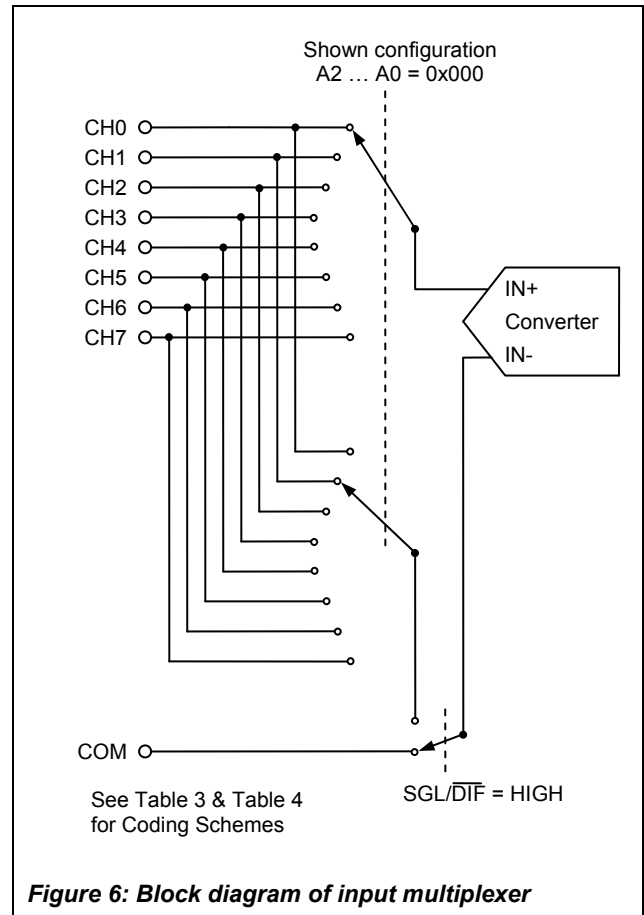 Shown configuration
A2 … A0 = 0x000
CH0
CH1
CH2
CH3
CH4
CH5
CH6
CH7
IN+
Converter
IN-
COM
See Table 3 & Table 4
for Coding Schemes
SGL/D̅I̅F̅ = HIGH
Figure 6: Block diagram of input multiplexer